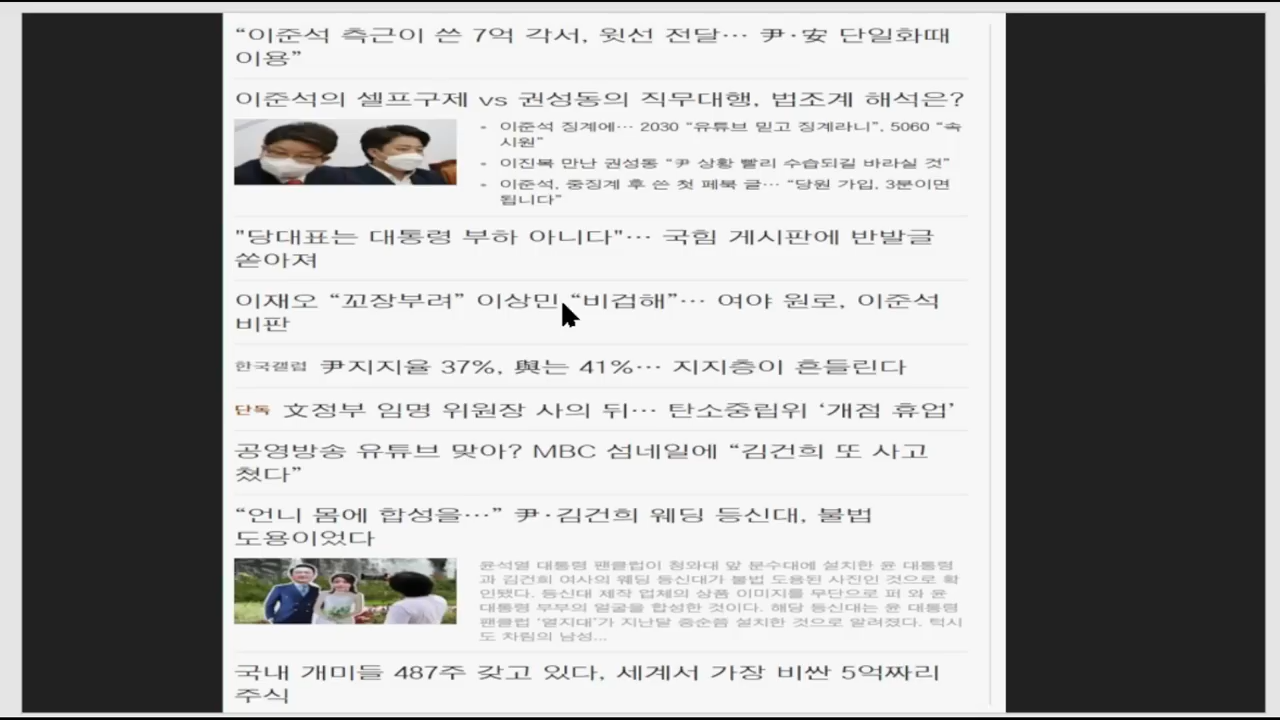 “이준석 측근이 쓴 7억 각서, 윗선 전달… 尹·安 단일화때
이용”
이준석의 셀프구제 vs 권성동의 직무대행, 법조계 해석은?
이준석 징계에… 2030 “유튜브 믿고 징계라니”, 5060 “속
시원”
이진복 만난 권성동 “尹 상황 빨리 수습되길 바라실 것”
이준석, 중징계 후 쓴 첫 페북 글… “당원 가입, 3분이면
됩니다”
"당대표는 대통령 부하 아니다"… 국힘 게시판에 반발글
쏟아져
이재오 “꼬장부려” 이상민 “비겁해”… 여야 원로, 이준석
비판
한국갤럽 尹지지율 37%, 與는 41%… 지지층이 흔들린다
단독 文정부 임명 위원장 사의 뒤… 탄소중립위 ‘개점 휴업’
공영방송 유튜브 맞아? MBC 섬네일에 “김건희 또 사고
쳤다”
“언니 몸에 합성을…” 尹·김건희 웨딩 등신대, 불법
도용이었다
윤석열 대통령 팬클럽이 청와대 앞 분수대에 설치한 윤 대통령
과 김건희 여사의 웨딩 등신대가 불법 도용된 사진인 것으로 확
인됐다. 등신대 제작 업체의 상품 이미지를 무단으로 퍼 와 윤
대통령 부부의 얼굴을 합성한 것이다. 해당 등신대는 윤 대통령
팬클럽 ‘열지대’가 지난달 중순쯤 설치한 것으로 알려졌다. 턱시
도 차림의 남성...
국내 개미들 487주 갖고 있다, 세계서 가장 비싼 5억짜리
주식